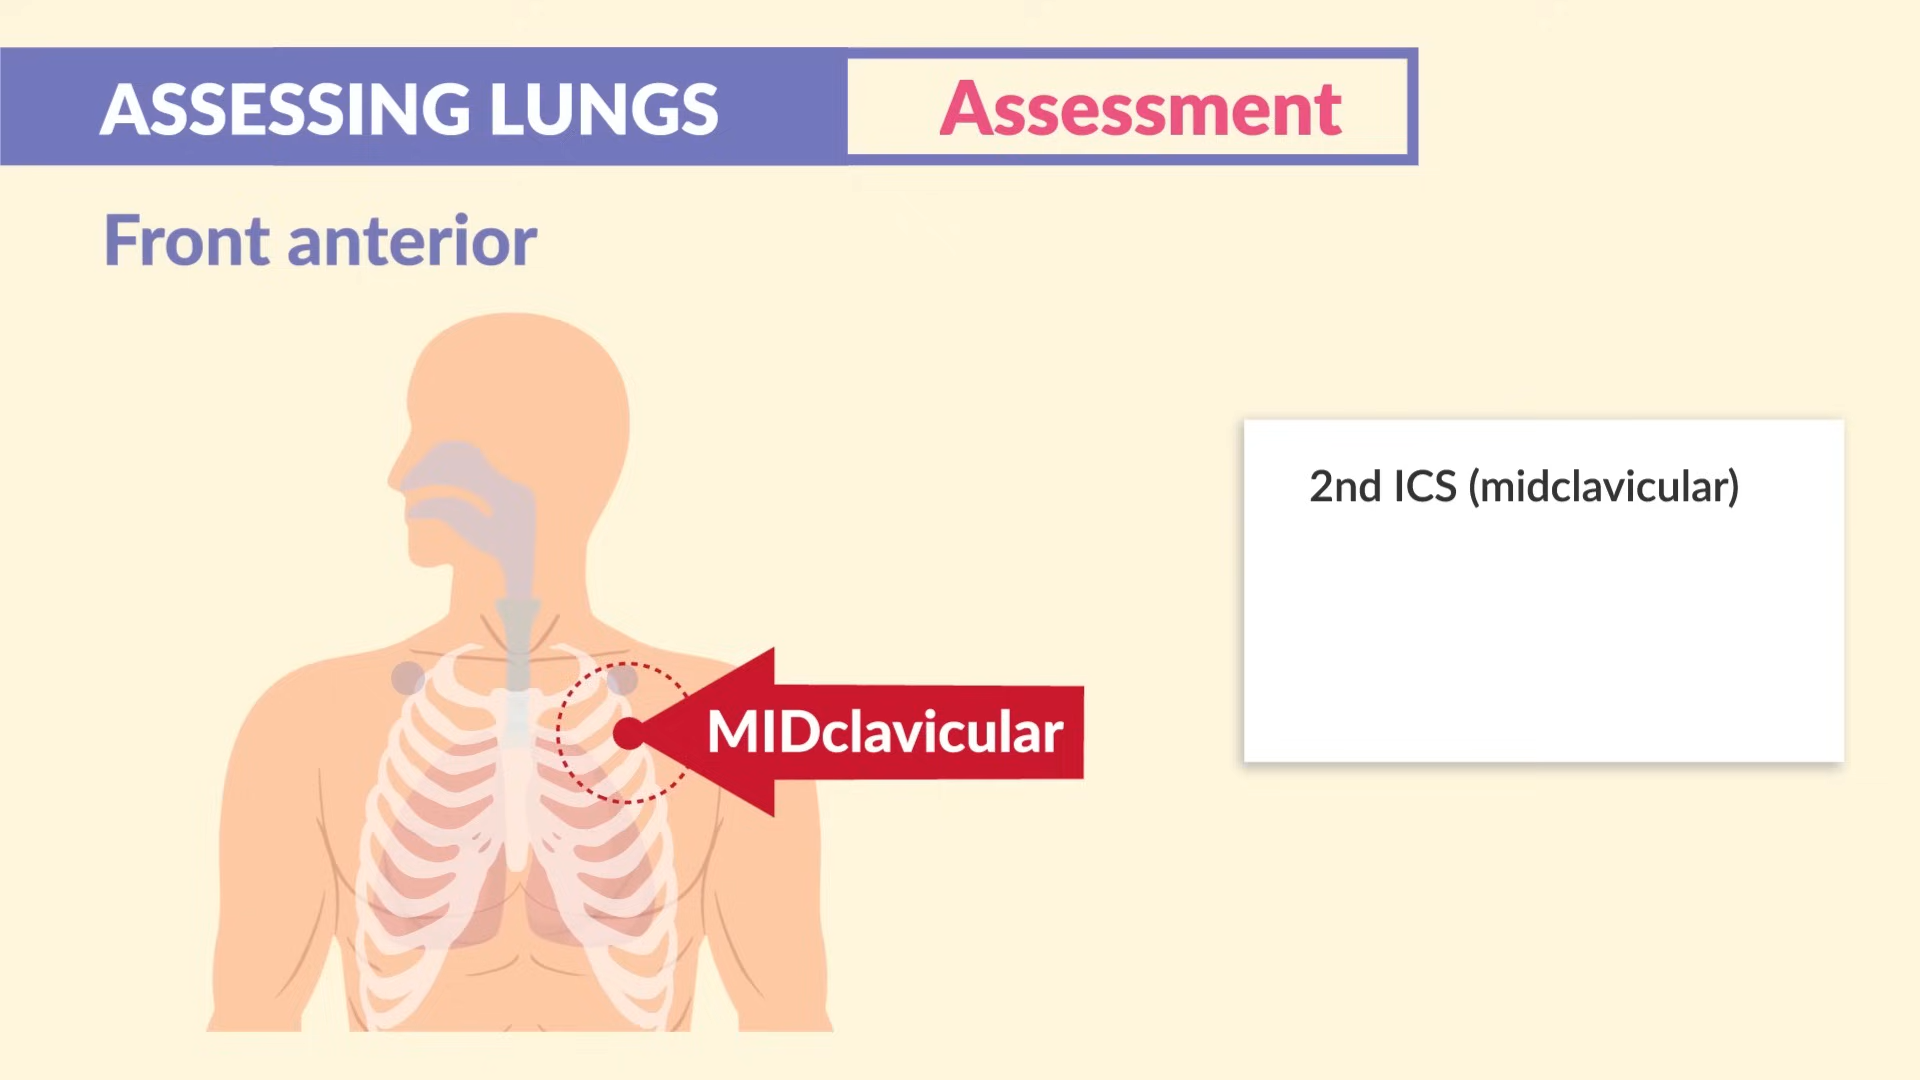 ASSESSING LUNGS
Assessment
Front anterior
MIDclavicular
2nd ICS (midclavicular)